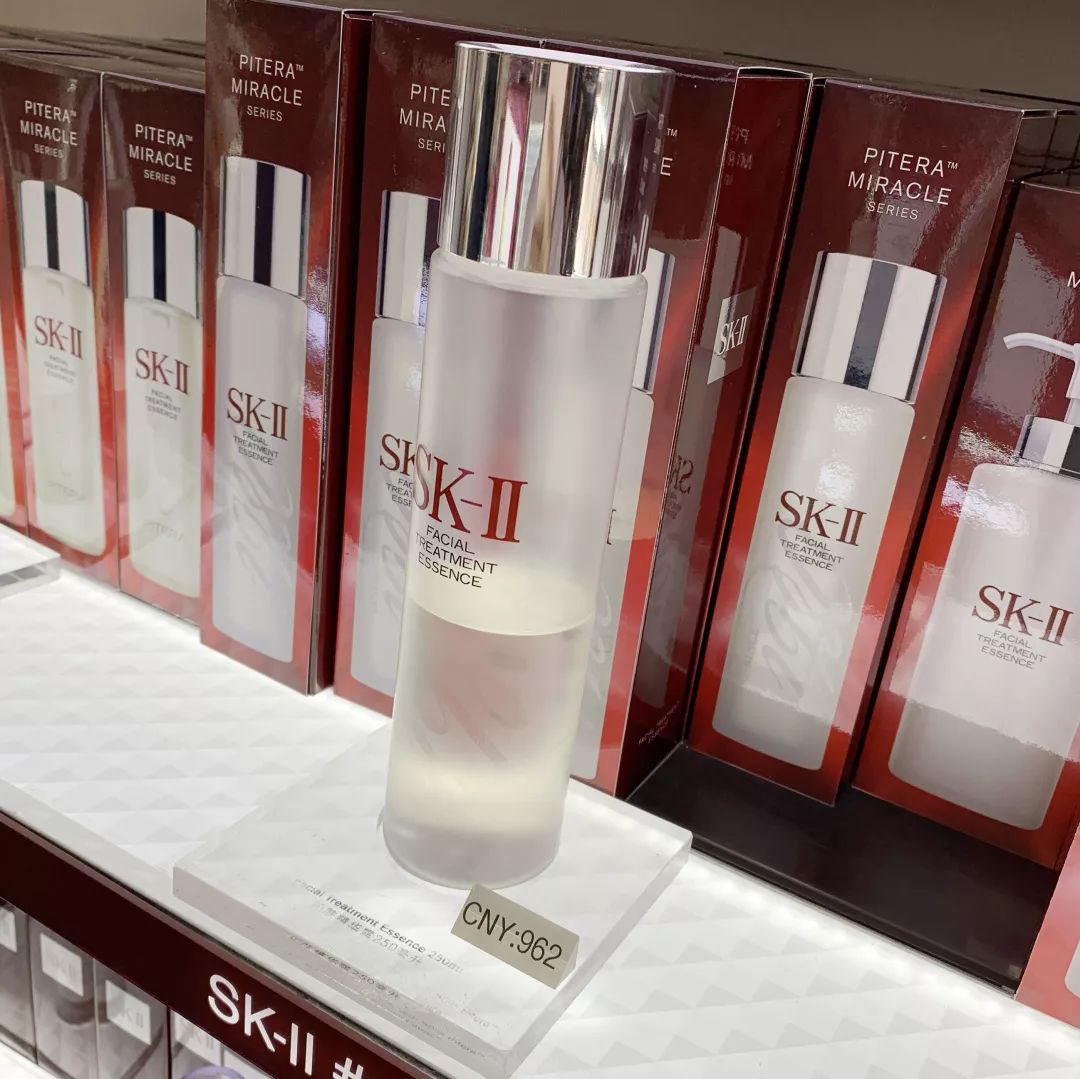 PITERA™
MIRACLE
SERIES
SK-II
FACIAL
TREATMENT
ESSENCE
PITERA™
MIRACLE
SERIES
SK-II
FACIAL
TREATMENT
ESSENCE
PITERA™
MIRACLE
SERIES
SK-II
FACIAL
TREATMENT
ESSENCE
SK-II
FACIAL
TREATMENT
ESSENCE
SK-II
PITERA™
MIRACLE
SERIES
SK-II
FACIAL
TREATMENT
ESSENCE
SK-II
FACIAL
TREATMENT
ESSENCE
Facial Treatment Essence 250ml
CNY:962
SK-II #